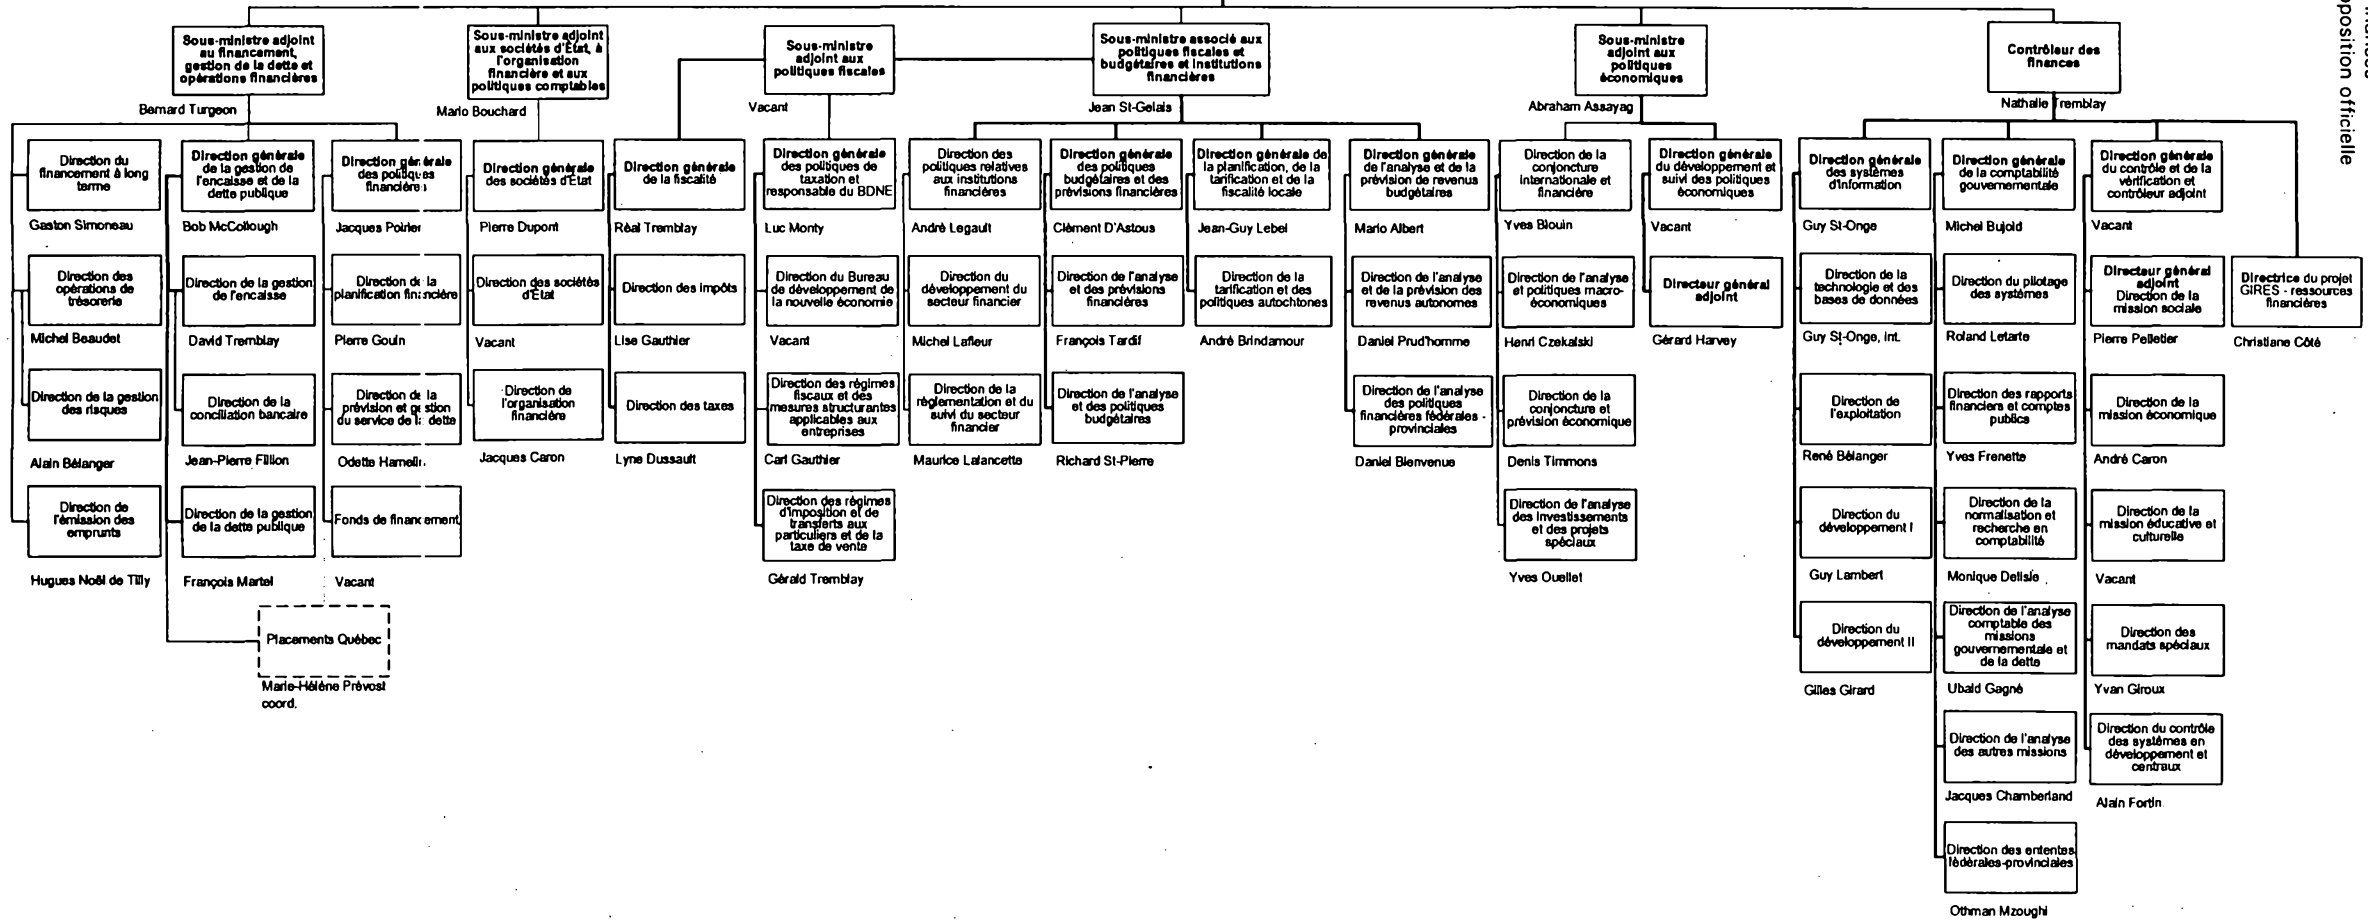 opposition officielle
Sous-ministre adjoint
au financement,
gestion de la dette et
opérations financières
Bernard Turgeon
Sous-ministre adjoint
aux sociétés d'État, à
l'organisation
financière et aux
politiques comptables
Mario Bouchard
Sous-ministre
adjoint aux
politiques fiscales
Vacant
Sous-ministre associé aux
politiques fiscales et
budgétaires et institutions
financières
Jean St-Gelais
Sous-ministre
adjoint aux
politiques
économiques
Abraham Assayag
Contrôleur des
finances
Nathalie Tremblay
Direction du
financement à long
terme
Gaston Simoneau
Direction des
opérations de
trésorerie
Michel Beaudet
Direction de la gestion
des risques
Alain Bélanger
Direction de
l'émission des
emprunts
Hugues Noël de Tilly
Direction générale
de la gestion de
l'encaisse et de la
dette publique
Bob McCollough
Direction de la gestion
de l'encaisse
David Tremblay
Direction de la
conciliation bancaire
Jean-Pierre Fillion
Direction de la gestion
de la dette publique
François Martel
Direction générale
des politiques
financières
Jacques Poirier
Direction de la
planification financière
Pierre Gouin
Direction de la
prévision et gestion
du service de la dette
Odette Hamelin
Fonds de financement
Vacant
Placements Québec
Marie-Hélène Prévost
coord.
Direction générale
des sociétés d'État
Pierre Dupont
Direction des sociétés
d'État
Vacant
Direction de
l'organisation
financière
Jacques Caron
Direction générale
de la fiscalité
Réal Tremblay
Direction des impôts
Lise Gauthier
Direction des taxes
Lyne Dussault
Direction générale
des politiques de
taxation et
responsable du BDNE
Luc Monty
Direction du Bureau
de développement de
la nouvelle économie
Vacant
Direction des régimes
fiscaux et des
mesures structurantes
applicables aux
entreprises
Carl Gauthier
Direction des régimes
d'imposition et de
transferts aux
particuliers et de la
taxe de vente
Gérald Tremblay
Direction des
politiques relatives
aux institutions
financières
André Legault
Direction du
développement du
secteur financier
Michel Lafleur
Direction de la
règlementation et du
suivi du secteur
financier
Maurice Lalancette
Direction générale
des politiques
budgétaires et des
prévisions financières
Clément D'Astous
Direction de l'analyse
et des prévisions
financières
François Tardif
Direction de l'analyse
et des politiques
budgétaires
Richard St-Pierre
Direction générale de
la planification, de la
tarification et de la
fiscalité locale
Jean-Guy Lebel
Direction de la
tarification et des
politiques autochtones
André Brindamour
Direction générale
de l'analyse et de la
prévision de revenus
budgétaires
Mario Albert
Direction de l'analyse
et de la prévision des
revenus autonomes
Daniel Prud'homme
Direction de l'analyse
des politiques
financières fédérales -
provinciales
Daniel Bienvenue
Direction de la
conjoncture
internationale et
financière
Yves Blouin
Direction de l'analyse
et politiques macro-
économiques
Henri Czekalski
Direction de la
conjoncture et
prévision économique
Denis Timmons
Direction de l'analyse
des investissements
et des projets
spéciaux
Yves Ouellet
Direction générale
du développement et
suivi des politiques
économiques
Vacant
Directeur général
adjoint
Gérard Harvey
Direction générale
des systèmes
d'information
Guy St-Onge
Direction de la
technologie et des
bases de données
Guy St-Onge, int.
Direction de
l'exploitation
René Bélanger
Direction du
développement I
Guy Lambert
Direction du
développement II
Gilles Girard
Direction générale
de la comptabilité
gouvernementale
Michel Bujold
Direction du pilotage
des systèmes
Roland Letarte
Direction des rapports
financiers et comptes
publics
Yves Frenette
Direction de la
normalisation et
recherche en
comptabilité
Monique Delisle
Direction de l'analyse
comptable des
missions
gouvernementale et
de la dette
Ubald Gagné
Direction de l'analyse
des autres missions
Jacques Chamberland
Direction des ententes
fédérales-provinciales
Othman Mzoughi
Direction générale
du contrôle et de la
vérification et
contrôleur adjoint
Vacant
Directeur général
adjoint
Direction de la
mission sociale
Pierre Pelletier
Direction de la
mission économique
André Caron
Direction de la
mission éducative et
culturelle
Vacant
Direction des
mandats spéciaux
Yvan Giroux
Direction du contrôle
des systèmes en
développement et
centraux
Alain Fortin
Directrice du projet
GIRES - ressources
financières
Christiane Côté